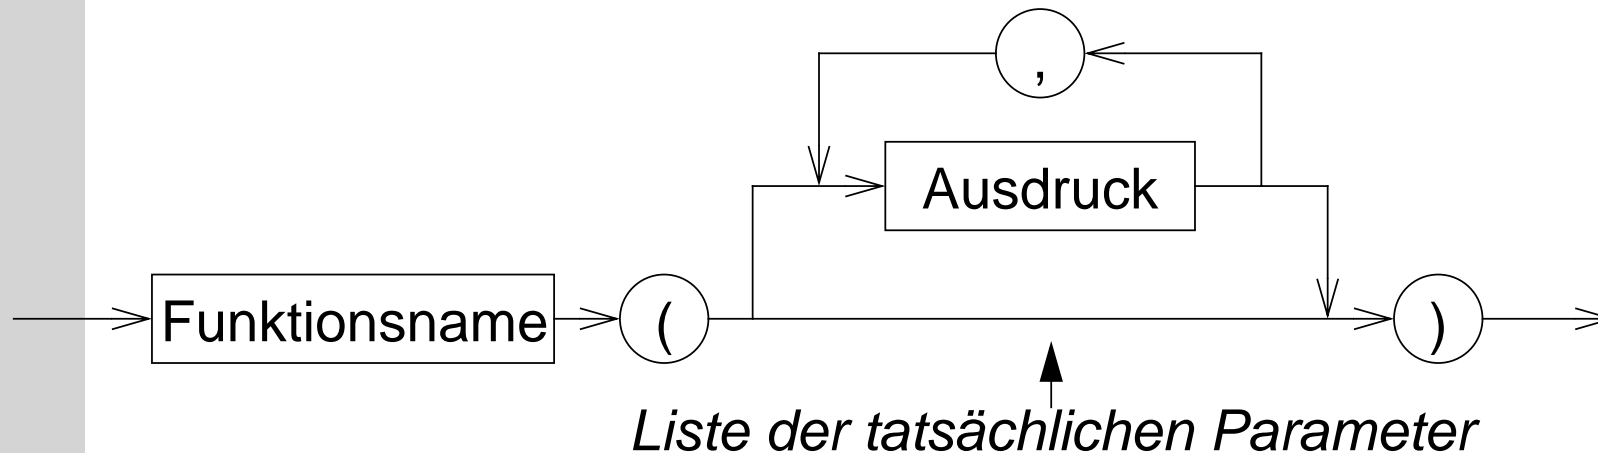 ,
Ausdruck
Funktionsname ( )
Liste der tatsächlichen Parameter